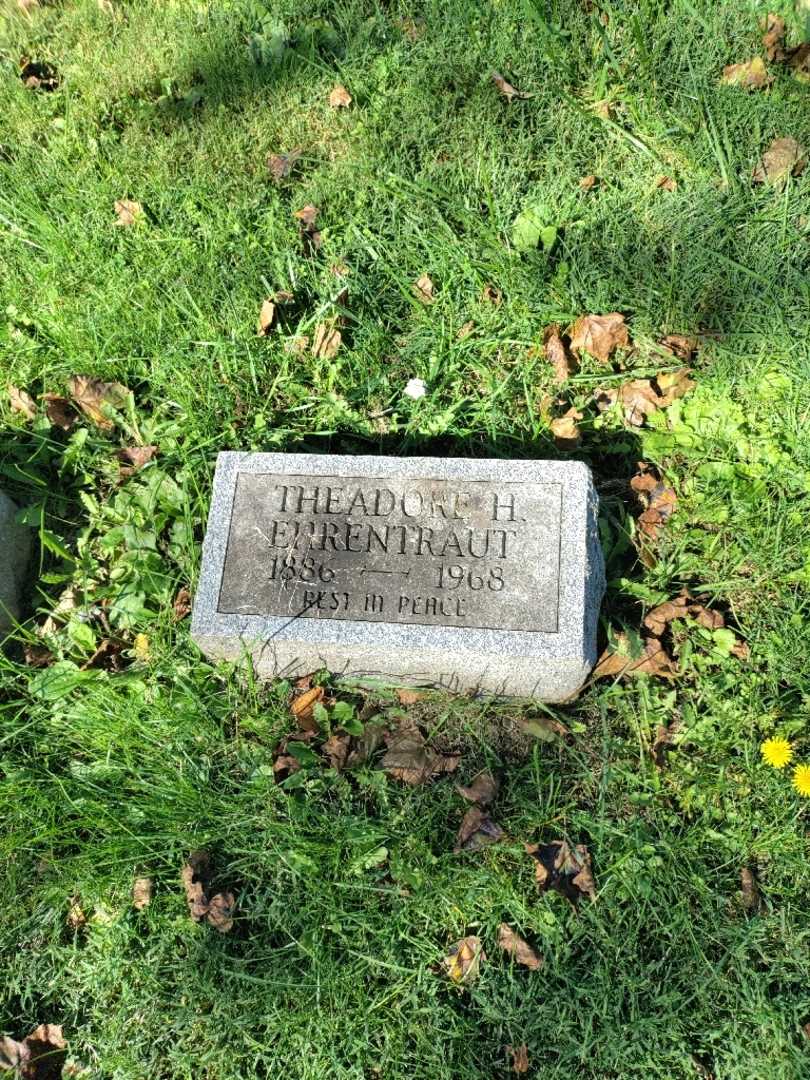 THEADORE H.
EHRENTRAUT
1886 — 1968
REST IN PEACE